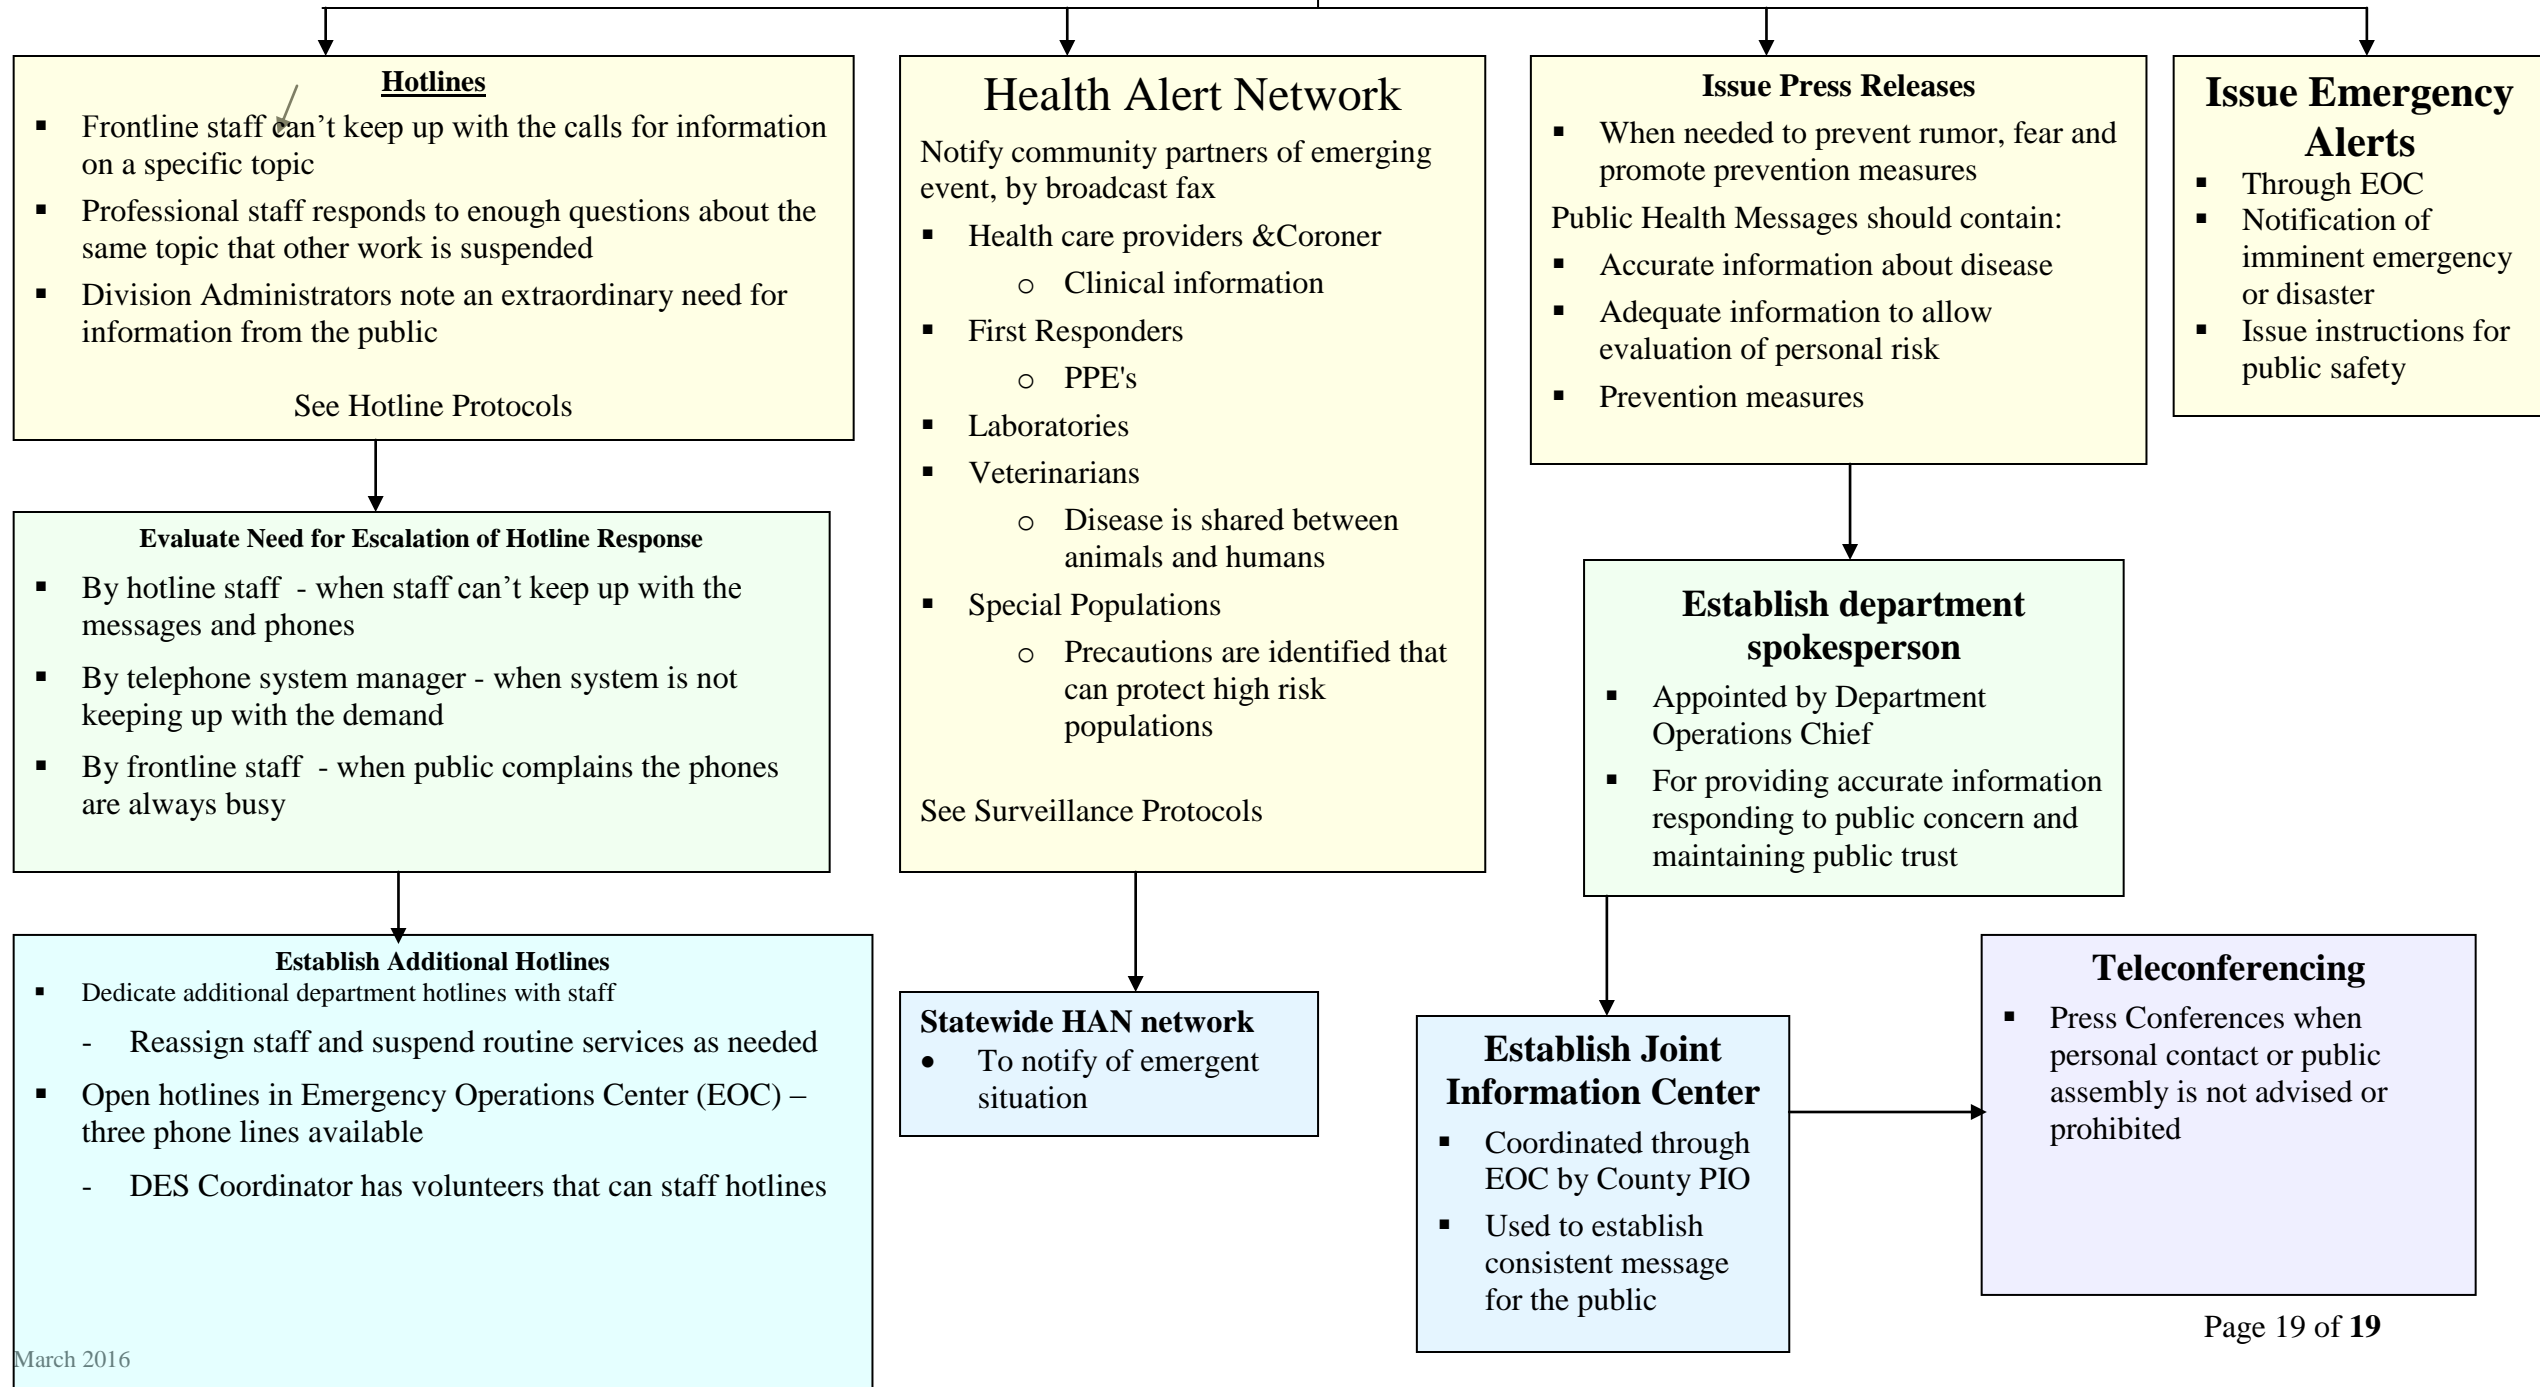 Hotlines
▪ Frontline staff can’t keep up with the calls for information
on a specific topic
▪ Professional staff responds to enough questions about the
same topic that other work is suspended
▪ Division Administrators note an extraordinary need for
information from the public
See Hotline Protocols
Evaluate Need for Escalation of Hotline Response
▪ By hotline staff - when staff can’t keep up with the
messages and phones
▪ By telephone system manager - when system is not
keeping up with the demand
▪ By frontline staff - when public complains the phones
are always busy
Establish Additional Hotlines
▪ Dedicate additional department hotlines with staff
- Reassign staff and suspend routine services as needed
▪ Open hotlines in Emergency Operations Center (EOC) –
three phone lines available
- DES Coordinator has volunteers that can staff hotlines
Health Alert Network
Notify community partners of emerging
event, by broadcast fax
▪ Health care providers &Coroner
o Clinical information
▪ First Responders
o PPE's
▪ Laboratories
▪ Veterinarians
o Disease is shared between
animals and humans
▪ Special Populations
o Precautions are identified that
can protect high risk
populations
See Surveillance Protocols
Statewide HAN network
• To notify of emergent
situation
Issue Press Releases
▪ When needed to prevent rumor, fear and
promote prevention measures
Public Health Messages should contain:
▪ Accurate information about disease
▪ Adequate information to allow
evaluation of personal risk
▪ Prevention measures
Establish department
spokesperson
▪ Appointed by Department
Operations Chief
▪ For providing accurate information
responding to public concern and
maintaining public trust
Establish Joint
Information Center
▪ Coordinated through
EOC by County PIO
▪ Used to establish
consistent message
for the public
Teleconferencing
▪ Press Conferences when
personal contact or public
assembly is not advised or
prohibited
Issue Emergency
Alerts
▪ Through EOC
▪ Notification of
imminent emergency
or disaster
▪ Issue instructions for
public safety
March 2016
Page 19 of 19